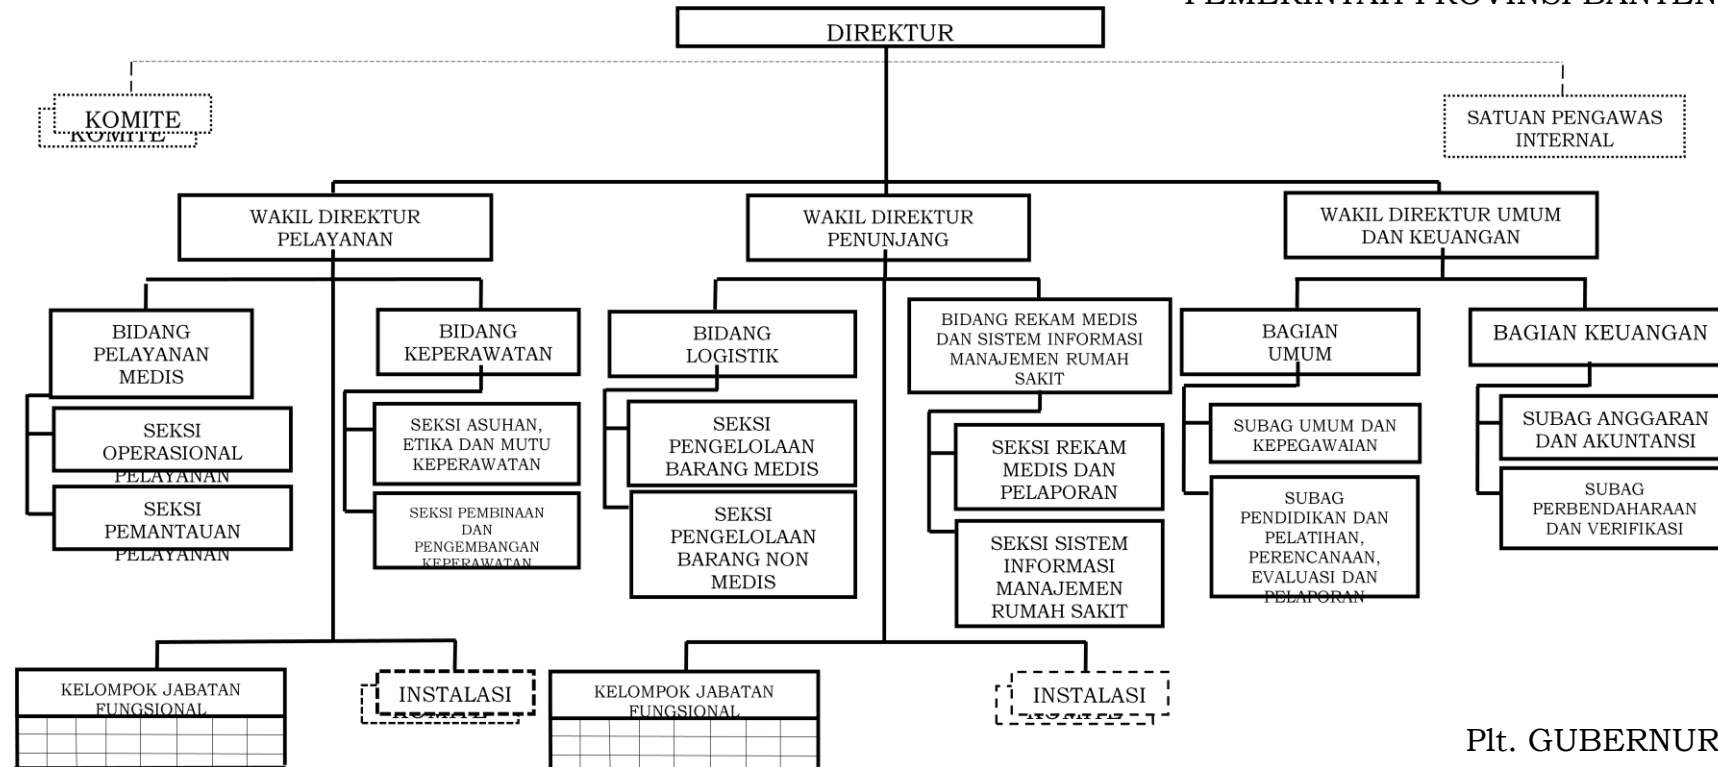 PEMERINTAH PROVINSI BANTEN
DIREKTUR
KOMITE
KOMITE
SATUAN PENGAWAS
INTERNAL
WAKIL DIREKTUR
PELAYANAN
WAKIL DIREKTUR
PENUNJANG
WAKIL DIREKTUR UMUM
DAN KEUANGAN
BIDANG
PELAYANAN
MEDIS
BIDANG
KEPERAWATAN
BIDANG
LOGISTIK
BIDANG REKAM MEDIS
DAN SISTEM INFORMASI
MANAJEMEN RUMAH
SAKIT
BAGIAN
UMUM
BAGIAN KEUANGAN
SEKSI
OPERASIONAL
PELAYANAN
SEKSI ASUHAN,
ETIKA DAN MUTU
KEPERAWATAN
SEKSI
PENGELOLAAN
BARANG MEDIS
SEKSI REKAM
MEDIS DAN
PELAPORAN
SUBAG UMUM DAN
KEPEGAWAIAN
SUBAG ANGGARAN
DAN AKUNTANSI
SEKSI
PEMANTAUAN
PELAYANAN
SEKSI PEMBINAAN
DAN
PENGEMBANGAN
KEPERAWATAN
SEKSI
PENGELOLAAN
BARANG NON
MEDIS
SEKSI SISTEM
INFORMASI
MANAJEMEN
RUMAH SAKIT
SUBAG
PENDIDIKAN DAN
PELATIHAN,
PERENCANAAN,
EVALUASI DAN
PELAPORAN
SUBAG
PERBENDAHARAAN
DAN VERIFIKASI
KELOMPOK JABATAN
FUNGSIONAL
INSTALASI
KOMITE
KELOMPOK JABATAN
FUNGSIONAL
INSTALASI
KOMITE
Plt. GUBERNUR